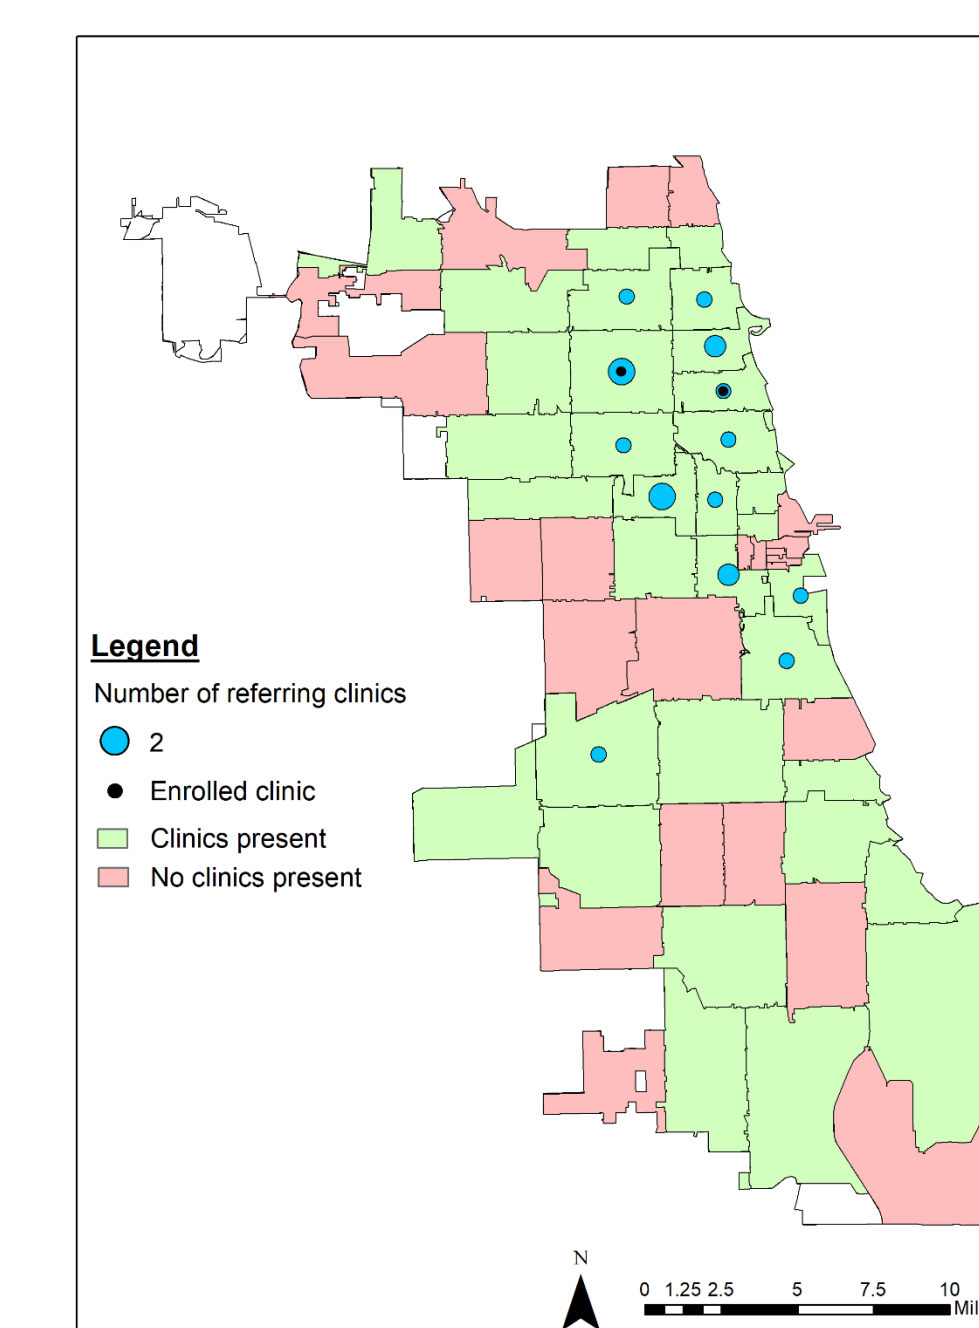 Legend
Number of referring clinics
2
Enrolled clinic
Clinics present
No clinics present
N
0 1.25 2.5 5 7.5 10
Mil